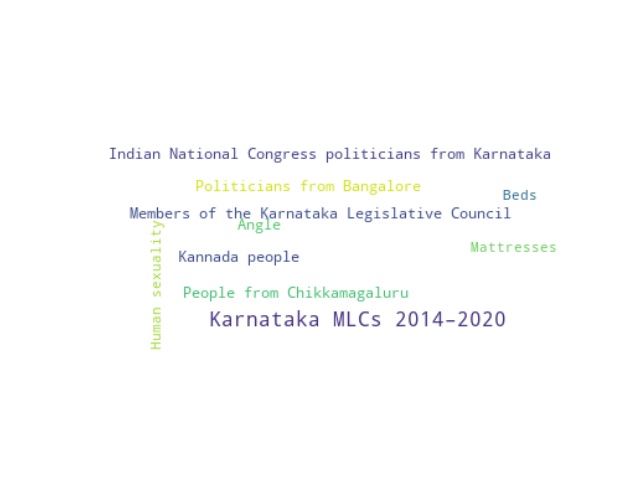 Indian National Congress politicians from Karnataka
Politicians from Bangalore
Beds
Members of the Karnataka Legislative Council
Angle
Human sexuality
Mattresses
Kannada people
People from Chikkamagaluru
Karnataka MLCs 2014–2020